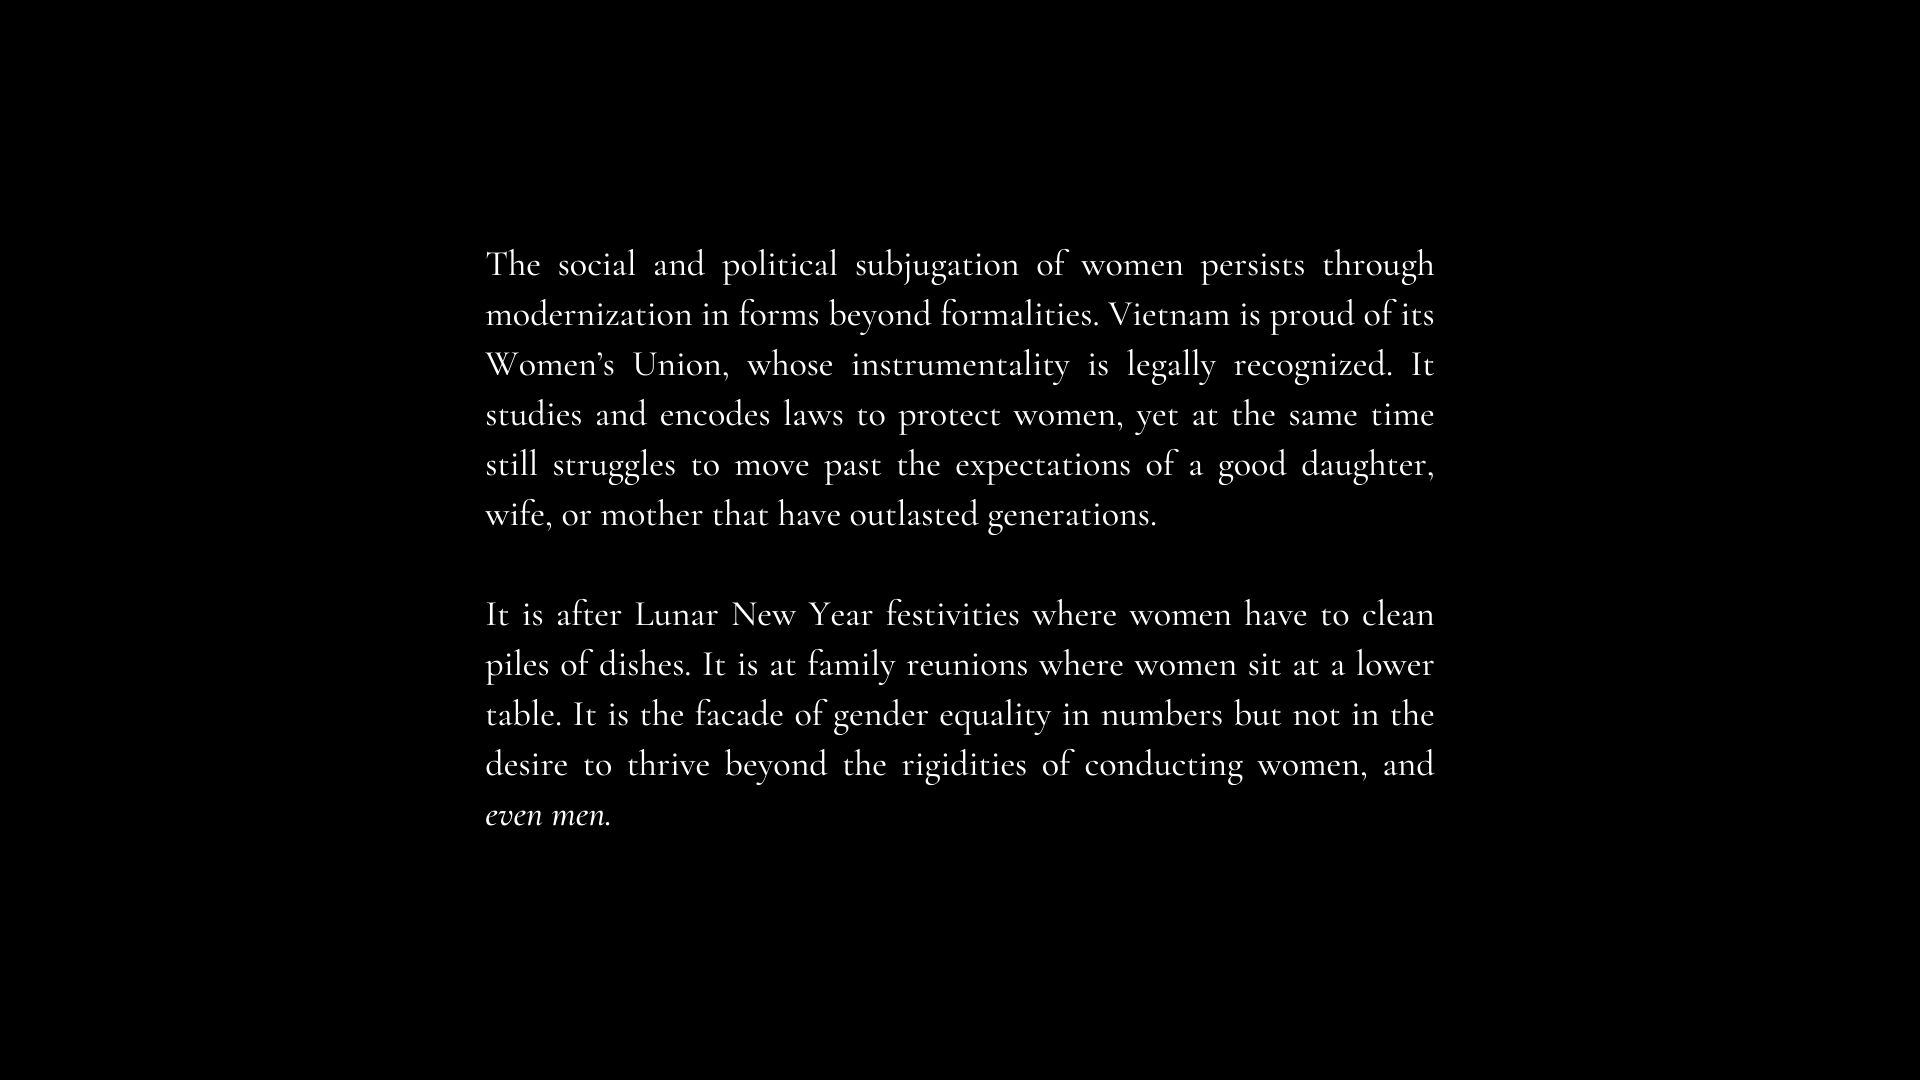 The social and political subjugation of women persists through
modernization in forms beyond formalities. Vietnam is proud of its
Women’s Union, whose instrumentality is legally recognized. It
studies and encodes laws to protect women, yet at the same time
still struggles to move past the expectations of a good daughter,
wife, or mother that have outlasted generations.
It is after Lunar New Year festivities where women have to clean
piles of dishes. It is at family reunions where women sit at a lower
table. It is the facade of gender equality in numbers but not in the
desire to thrive beyond the rigidities of conducting women, and
even men.